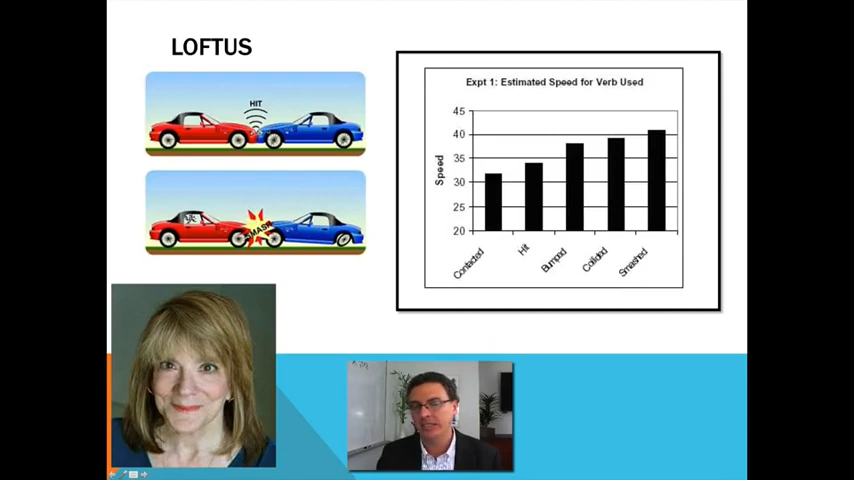 LOFTUS
HIT
SMASH
Expt 1: Estimated Speed for Verb Used
Speed
45
40
35
30
25
20
Contacted
Hit
Bumped
Collided
Smashed